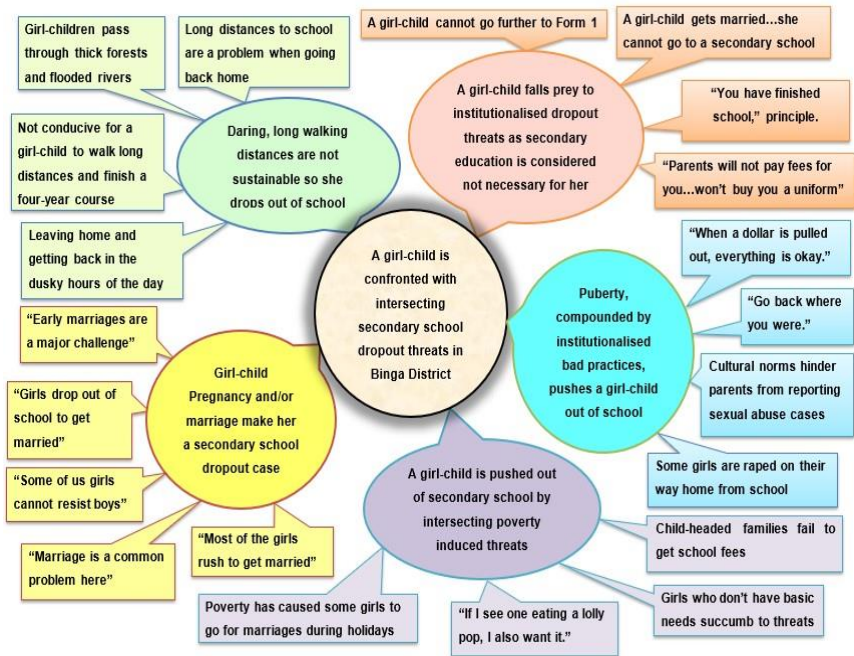 Girl-children pass
through thick forests
and flooded rivers
Long distances to school
are a problem when going
back home
Not conducive for a
girl-child to walk long
distances and finish a
four-year course
Leaving home and
getting back in
the dusky hours of the day
Daring, long walking
distances are not
sustainable so she
drops out of school
A girl-child cannot go further to Form 1
A girl-child gets married...she
cannot go to a secondary school
"You have finished
school," principle.
"Parents will not pay fees for
you...won't buy you a uniform"
A girl-child falls prey to
institutionalised dropout
threats as secondary
education is considered
not necessary for her
A girl-child is
confronted with
intersecting
secondary school
dropout threats in
Binga District
"When a dollar is pulled
out, everything is okay."
"Go back where
you were."
Cultural norms hinder
parents from reporting
sexual abuse cases
Some girls are raped on their
way home from school
Puberty,
compounded by
institutionalised
bad practices,
pushes a girl-child
out of school
"Early marriages are
a major challenge"
"Girls drop out of
school to get
married"
"Some of us girls
cannot resist boys"
"Marriage is a common
problem here"
"Most of the girls
rush to get married"
Girl-child
Pregnancy and/or
marriage make her
a secondary school
dropout case
A girl-child is pushed out
of secondary school by
intersecting poverty
induced threats
Child-headed families fail to
get school fees
Girls who don't have basic
needs succumb to threats
"If I see one eating a lolly
pop, I also want it."
Poverty has caused some girls to
go for marriages during holidays